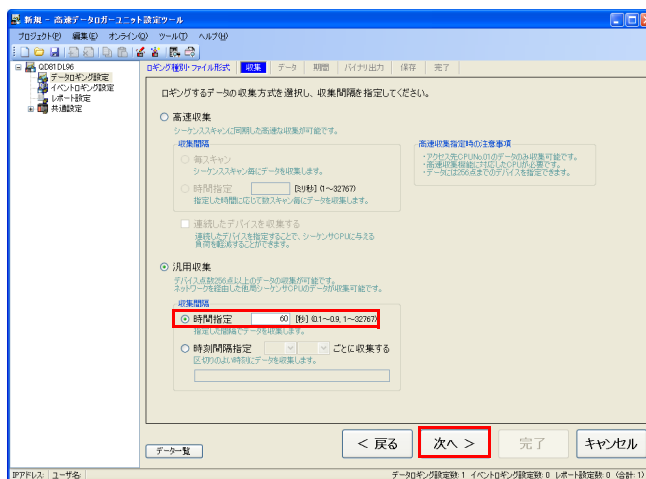 新規 - 高速データロガーユニット設定ツール
プロジェクト(P) 編集(E) オンライン(O) ツール(T) ヘルプ(H)
QD81DL96
データロギング設定
イベントロギング設定
レポート設定
共通設定
ロギング種別・ファイル形式 収集 データ 期間 バイナリ出力 保存 完了
ロギングするデータの収集方式を選択し、収集間隔を指定してください。
高速収集
シーケンススキャンに同期した高速な収集が可能です。
収集間隔
毎スキャン
シーケンススキャン毎にデータを収集します。
時間指定 [ミリ秒] (1～32767)
指定した時間に応じて数スキャン毎にデータを収集します。
連続したデバイスを収集する
連続したデバイスを指定することで、シーケンサCPUに与える
負荷を軽減することができます。
高速収集指定時の注意事項
・アクセス先CPUNo.01のデータのみ収集可能です。
・高速収集機能に対応したCPUが必要です。
・データには256点までのデバイスを指定できます。
汎用収集
デバイス点数256点以上のデータの収集が可能です。
ネットワークを経由した他局シーケンサCPUのデータが収集可能です。
収集間隔
時間指定 60 [秒] (0.1～0.9, 1～32767)
指定した間隔でデータを収集します。
時刻間隔指定 ごとに収集する
区切りのよい時刻にデータを収集します。
データ一覧 < 戻る 次へ > 完了 キャンセル
IPアドレス: ユーザ名: データロギング設定数: 1 イベントロギング設定数: 0 レポート設定数: 0 (合計: 1)